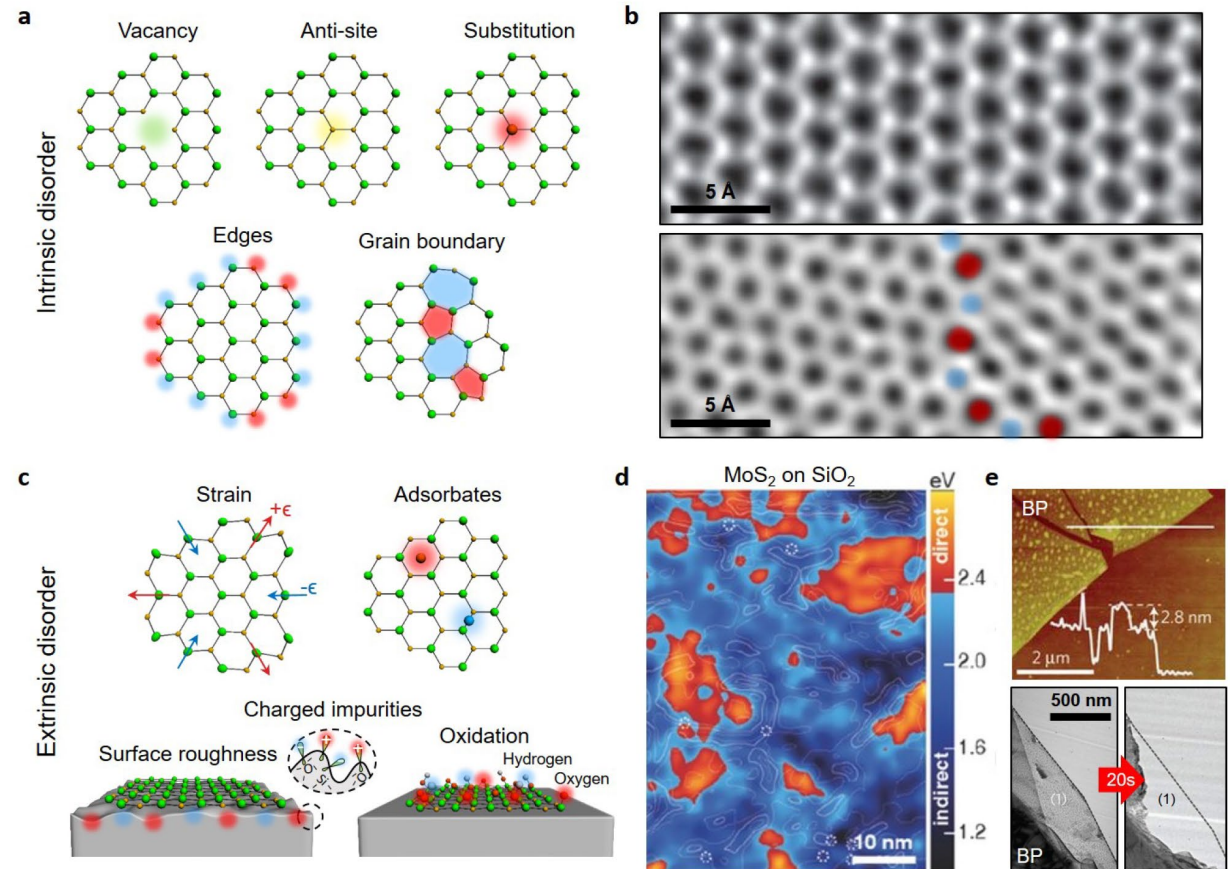 a
Vacancy
Anti-site
Substitution
Intrinsic disorder
Edges
Grain boundary
b
5 Å
5 Å
c
Strain
+ϵ
-ϵ
Adsorbates
Extrinsic disorder
Charged impurities
Surface roughness
O
Si
O
Oxidation
Hydrogen
Oxygen
d
MoS₂ on SiO₂
eV
direct
2.4
2.0
1.6
indirect
1.2
10 nm
e
BP
2.8 nm
2 µm
500 nm
(1)
BP
20s
(1)